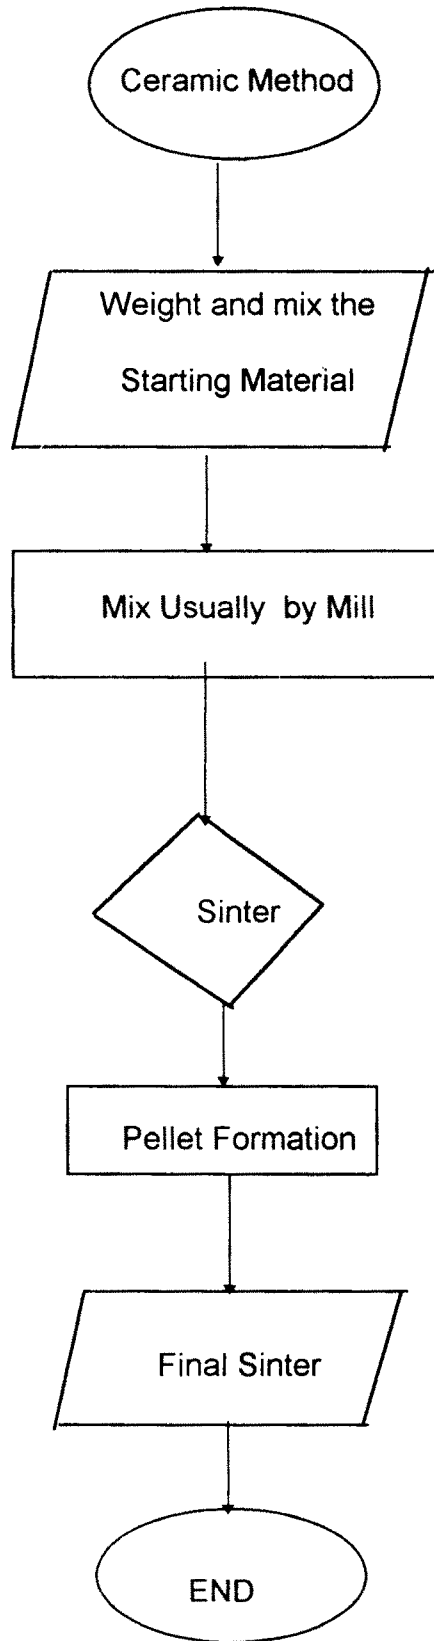 Ceramic Method
Weight and mix the
Starting Material
Mix Usually by Mill
Sinter
Pellet Formation
Final Sinter
END